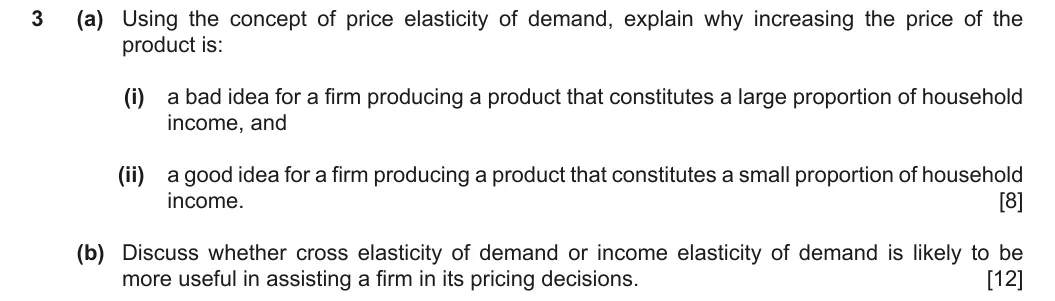 3 (a) Using the concept of price elasticity of demand, explain why increasing the price of the
product is:
(i) a bad idea for a firm producing a product that constitutes a large proportion of household
income, and
(ii) a good idea for a firm producing a product that constitutes a small proportion of household
income. [8]
(b) Discuss whether cross elasticity of demand or income elasticity of demand is likely to be
more useful in assisting a firm in its pricing decisions. [12]